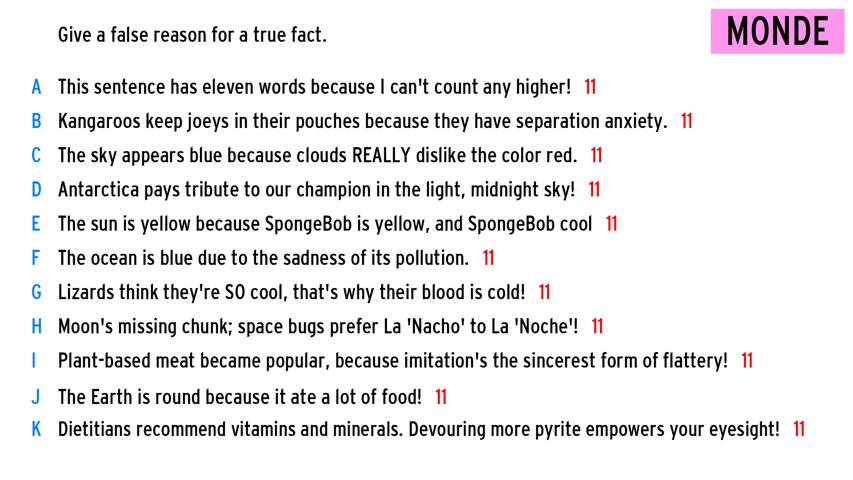 Give a false reason for a true fact.
MONDE
A This sentence has eleven words because I can't count any higher! 11
B Kangaroos keep joeys in their pouches because they have separation anxiety. 11
C The sky appears blue because clouds REALLY dislike the color red. 11
D Antarctica pays tribute to our champion in the light, midnight sky! 11
E The sun is yellow because SpongeBob is yellow, and SpongeBob cool 11
F The ocean is blue due to the sadness of its pollution. 11
G Lizards think they're SO cool, that's why their blood is cold! 11
H Moon's missing chunk; space bugs prefer La 'Nacho' to La 'Noche'! 11
I Plant-based meat became popular, because imitation's the sincerest form of flattery! 11
J The Earth is round because it ate a lot of food! 11
K Dietitians recommend vitamins and minerals. Devouring more pyrite empowers your eyesight! 11